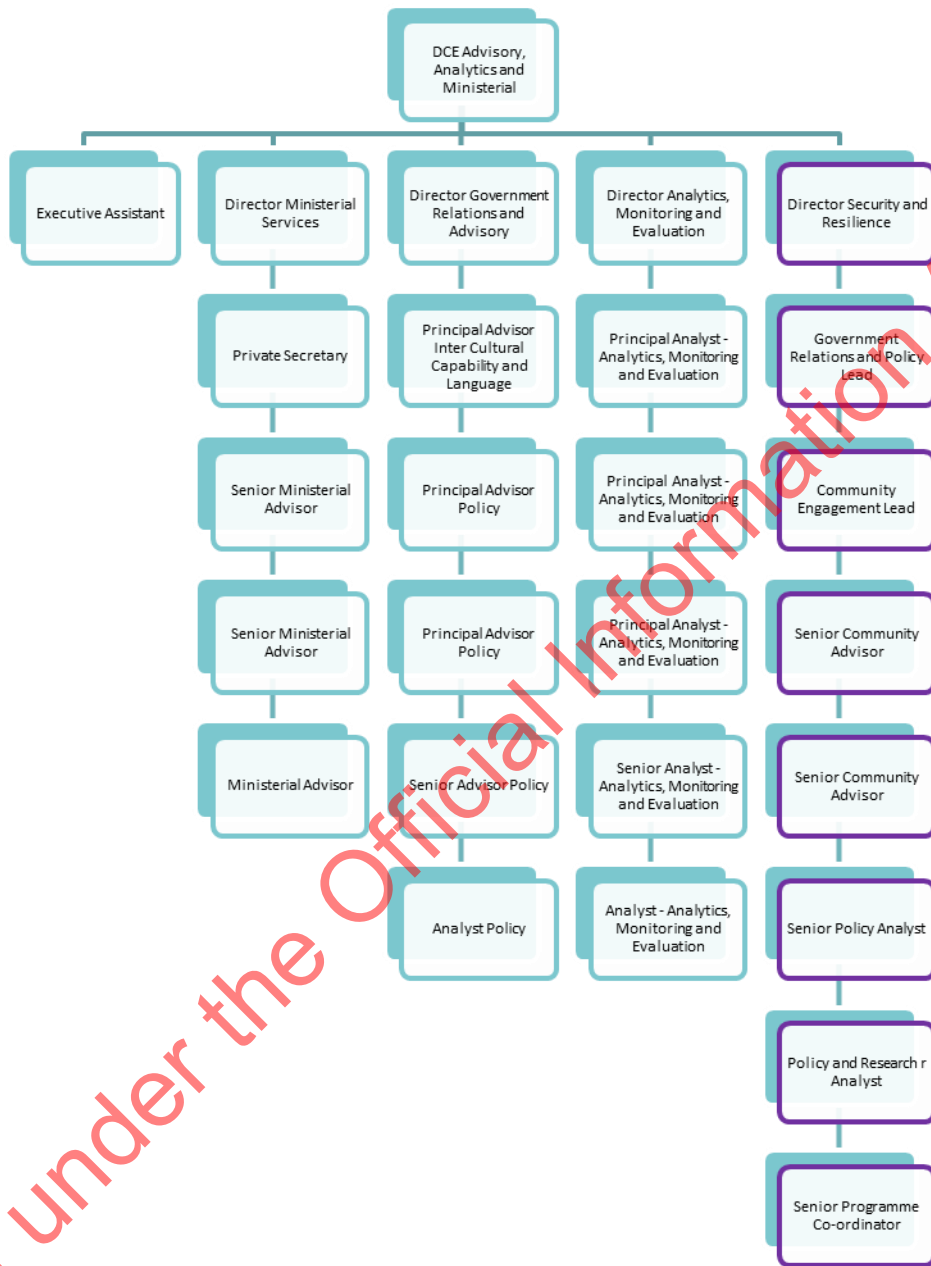 DCE Advisory,
Analytics and
Ministerial
Executive Assistant
Director Ministerial
Services
Director Government
Relations and
Advisory
Director Analytics,
Monitoring and
Evaluation
Director Security and
Resilience
Private Secretary
Principal Advisor
Inter Cultural
Capability and
Language
Principal Analyst -
Analytics, Monitoring
and Evaluation
Government
Relations and Policy
Lead
Senior Ministerial
Advisor
Principal Advisor
Policy
Principal Analyst -
Analytics, Monitoring
and Evaluation
Community
Engagement Lead
Senior Ministerial
Advisor
Principal Advisor
Policy
Principal Analyst -
Analytics, Monitoring
and Evaluation
Senior Community
Advisor
Ministerial Advisor
Senior Advisor Policy
Senior Analyst -
Analytics, Monitoring
and Evaluation
Senior Community
Advisor
Analyst Policy
Analyst - Analytics,
Monitoring and
Evaluation
Senior Policy Analyst
Policy and Research r
Analyst
Senior Programme
Co-ordinator
under the Official Information